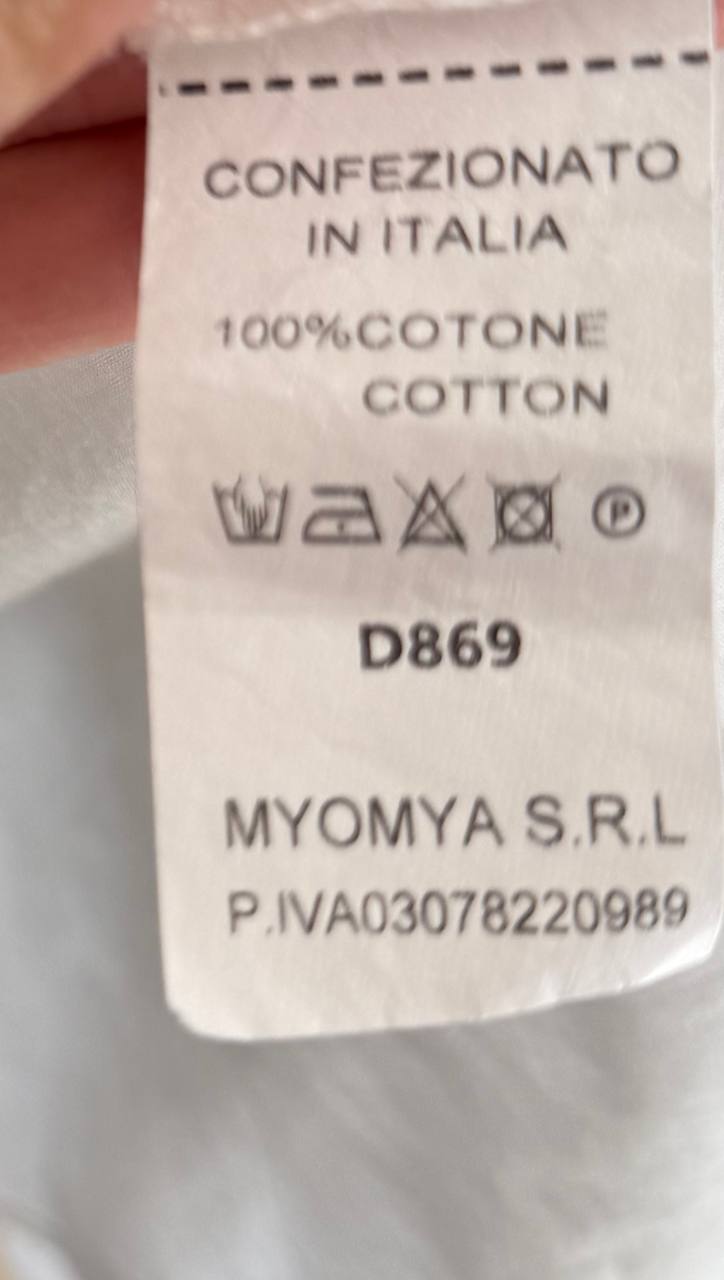 CONFEZIONATO
IN ITALIA
100%COTONE
COTTON
P
D869
MYOMYA S.R.L
P.IVA03078220989